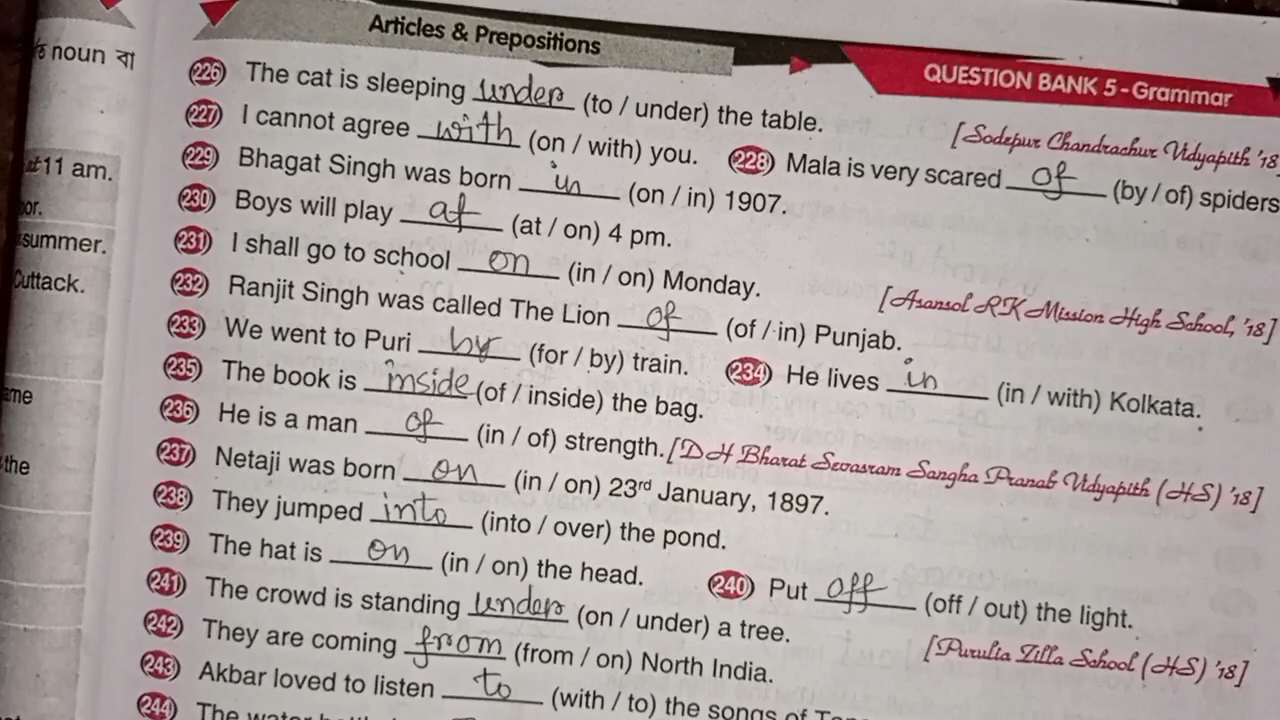 noun বা
Articles & Prepositions
QUESTION BANK 5 - Grammar
226 The cat is sleeping under (to / under) the table.
[Sodepur Chandrachur Vidyapith '18]
227 I cannot agree with (on / with) you. 228 Mala is very scared of (by / of) spiders
229 Bhagat Singh was born in (on / in) 1907.
at 11 am.
230 Boys will play at (at / on) 4 pm.
231 I shall go to school on (in / on) Monday.
summer.
[Asansol RK Mission High School, '18]
232 Ranjit Singh was called The Lion of (of / in) Punjab.
Cuttack.
233 We went to Puri by (for / by) train. 234 He lives in (in / with) Kolkata.
235 The book is inside (of / inside) the bag.
236 He is a man of (in / of) strength. [D H Bharat Sevasram Sangha Pranab Vidyapith (HS) '18]
237 Netaji was born on (in / on) 23rd January, 1897.
the
238 They jumped into (into / over) the pond.
239 The hat is on (in / on) the head. 240 Put off (off / out) the light.
241 The crowd is standing under (on / under) a tree.
[Purulia Zilla School (HS) '18]
242 They are coming from (from / on) North India.
243 Akbar loved to listen to (with / to) the songs of
244 The water